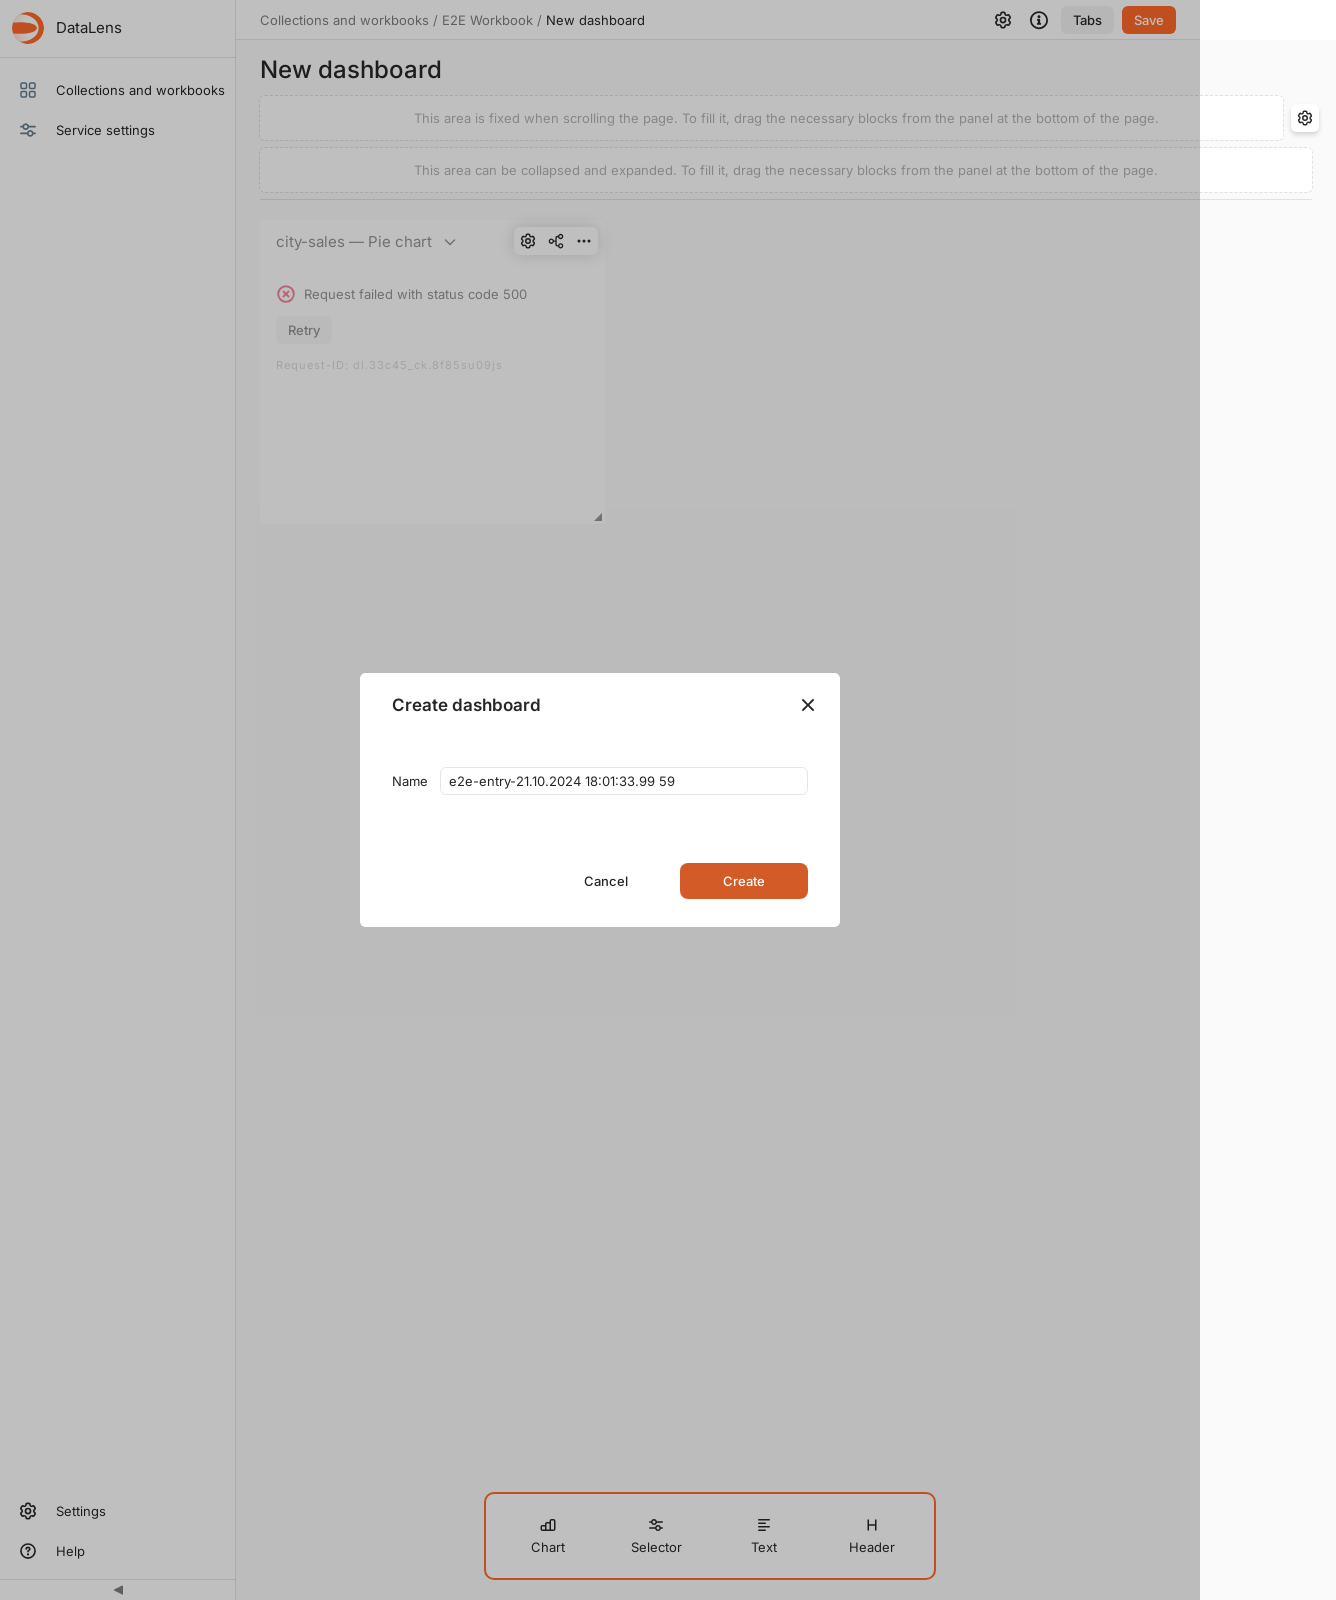 DataLens
Collections and workbooks
Service settings
Collections and workbooks / E2E Workbook / New dashboard
Tabs
Save
New dashboard
This area is fixed when scrolling the page. To fill it, drag the necessary blocks from the panel at the bottom of the page.
This area can be collapsed and expanded. To fill it, drag the necessary blocks from the panel at the bottom of the page.
city-sales — Pie chart
Request failed with status code 500
Retry
Request-ID: dl.33c45_ck.8f85su09js
Create dashboard
Name
e2e-entry-21.10.2024 18:01:33.99 59
Cancel
Create
Chart
Selector
Text
Header
Settings
Help